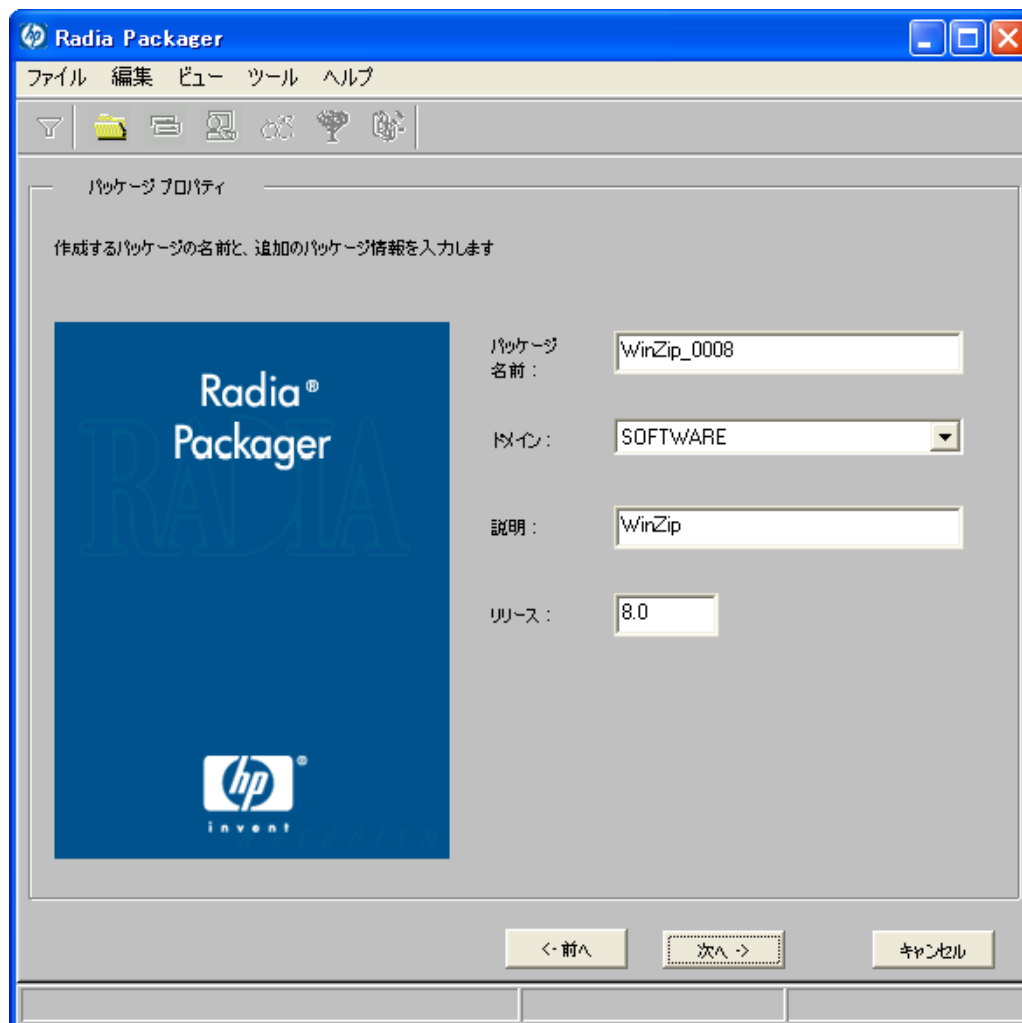 Radia Packager
ファイル 編集 ビュー ツール ヘルプ
パッケージ プロパティ
作成するパッケージの名前と、追加のパッケージ情報を入力します
Radia®
Packager
RADIA
hp®
invent
パッケージ
名前 :
WinZip_0008
ドメイン :
SOFTWARE
説明 :
WinZip
リリース :
8.0
<- 前へ
次へ ->
キャンセル